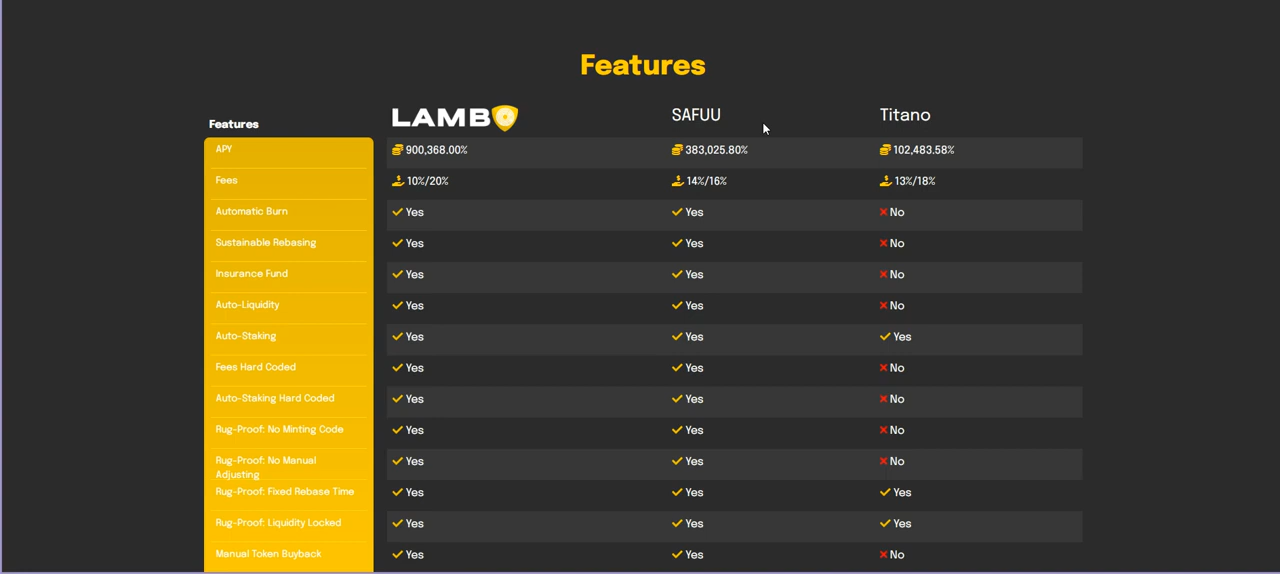 Features
Features LAMBO SAFUU Titano
APY 900,368.00% 383,025.80% 102,483.58%
Fees 10%/20% 14%/16% 13%/18%
Automatic Burn Yes Yes No
Sustainable Rebasing Yes Yes No
Insurance Fund Yes Yes No
Auto-Liquidity Yes Yes No
Auto-Staking Yes Yes Yes
Fees Hard Coded Yes Yes No
Auto-Staking Hard Coded Yes Yes No
Rug-Proof: No Minting Code Yes Yes No
Rug-Proof: No Manual Yes Yes No
Adjusting
Rug-Proof: Fixed Rebase Time Yes Yes Yes
Rug-Proof: Liquidity Locked Yes Yes Yes
Manual Token Buyback Yes Yes No